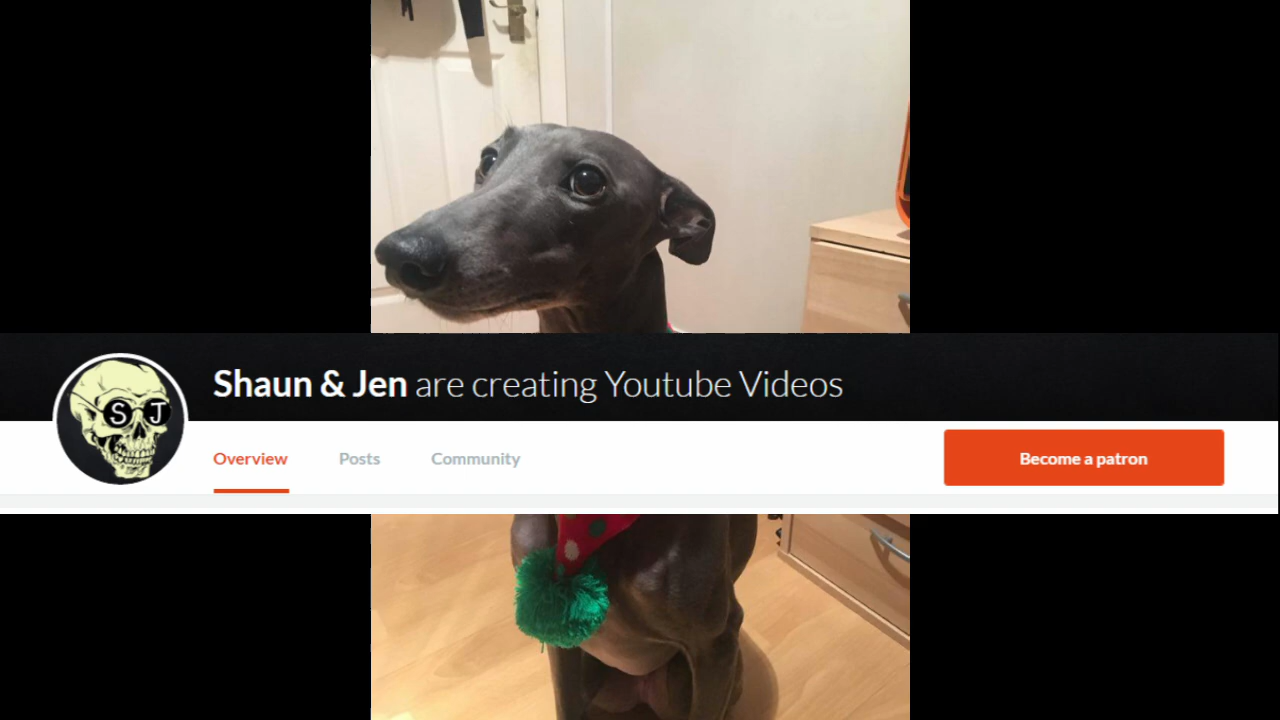 Shaun & Jen are creating Youtube Videos
S J
Overview Posts Community Become a patron